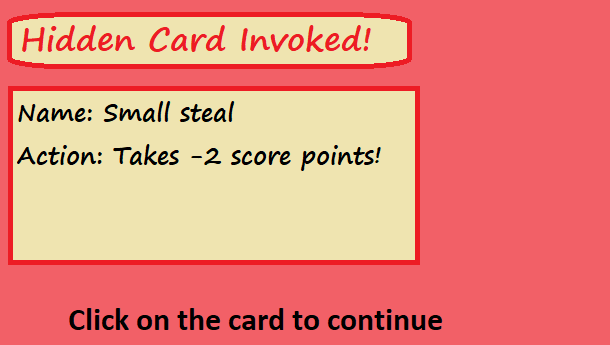 Hidden Card Invoked!
Name: Small steal
Action: Takes -2 score points!
Click on the card to continue